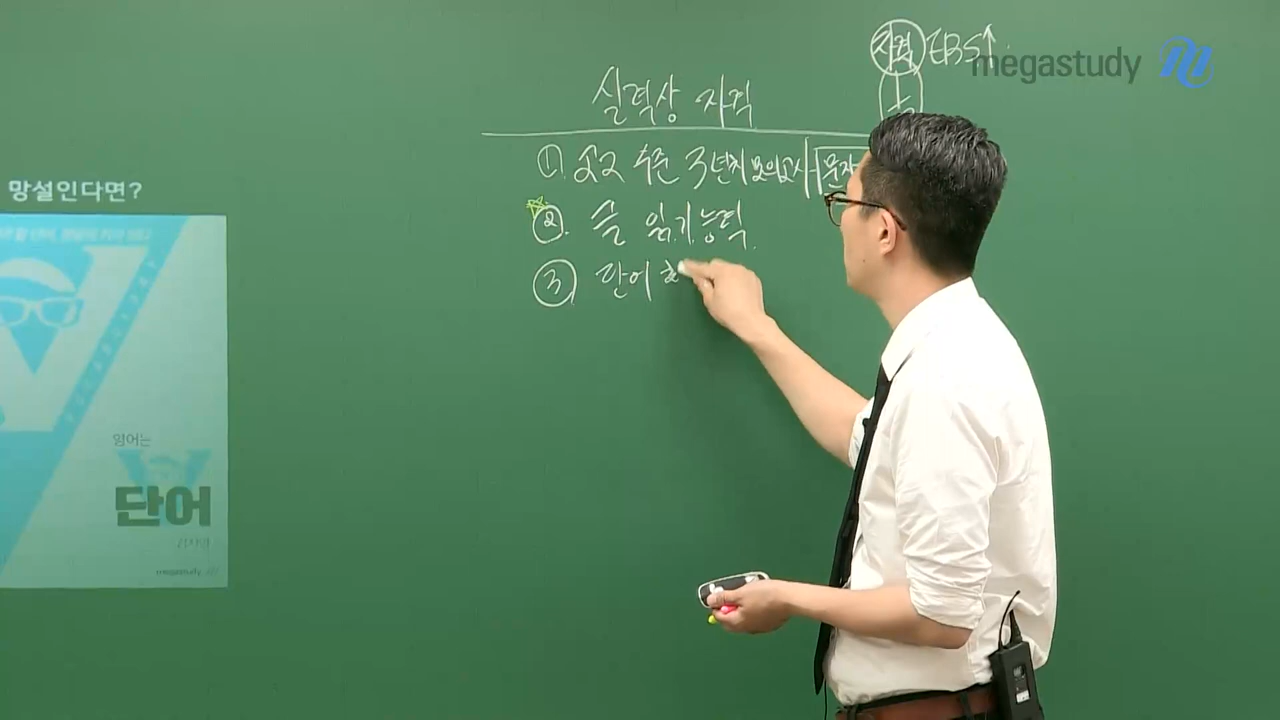 자격 EBS↑
megastudy
실력상 자격
① 고2 수준 3년치 모의고사 - 문자
② 글 읽기능력.
③ 단어
망설인다면?
영어는
단어
megastudy